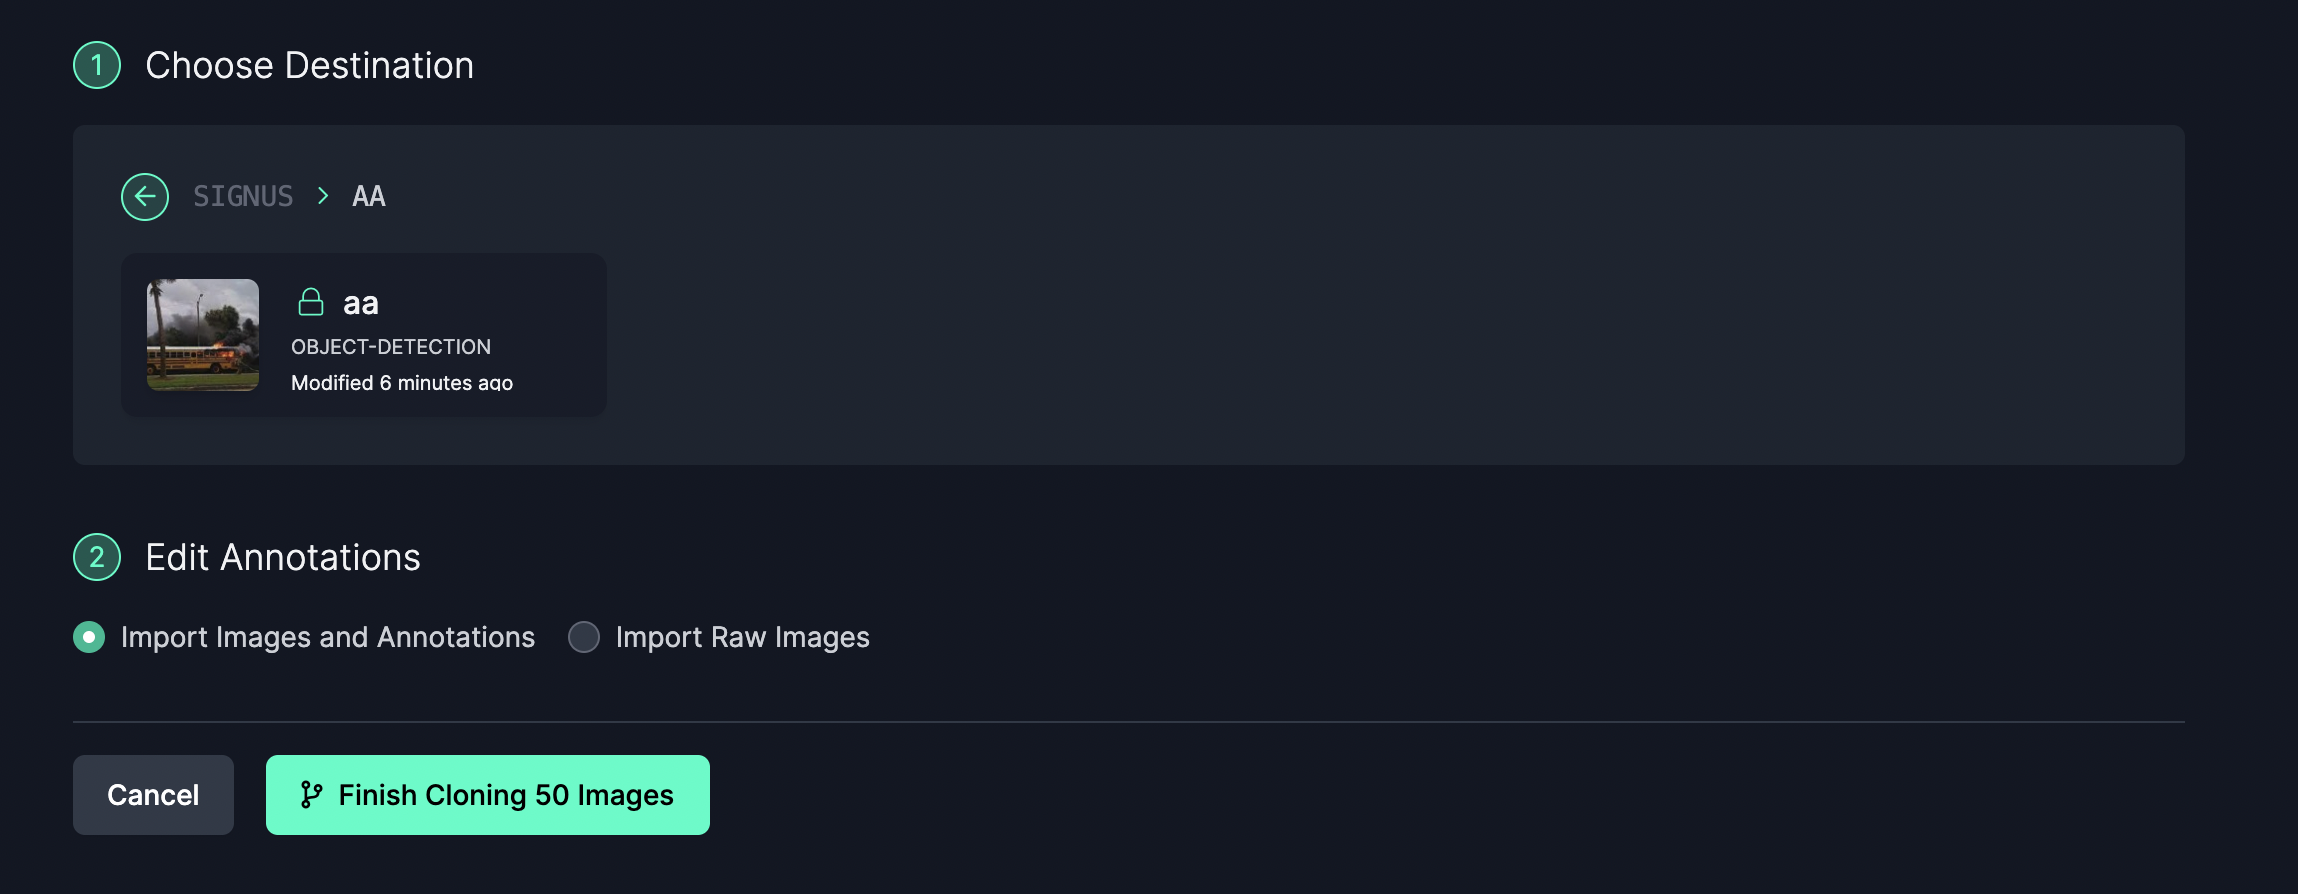 1 Choose Destination
SIGNUS > AA
aa
OBJECT-DETECTION
Modified 6 minutes ago
2 Edit Annotations
Import Images and Annotations Import Raw Images
Cancel Finish Cloning 50 Images